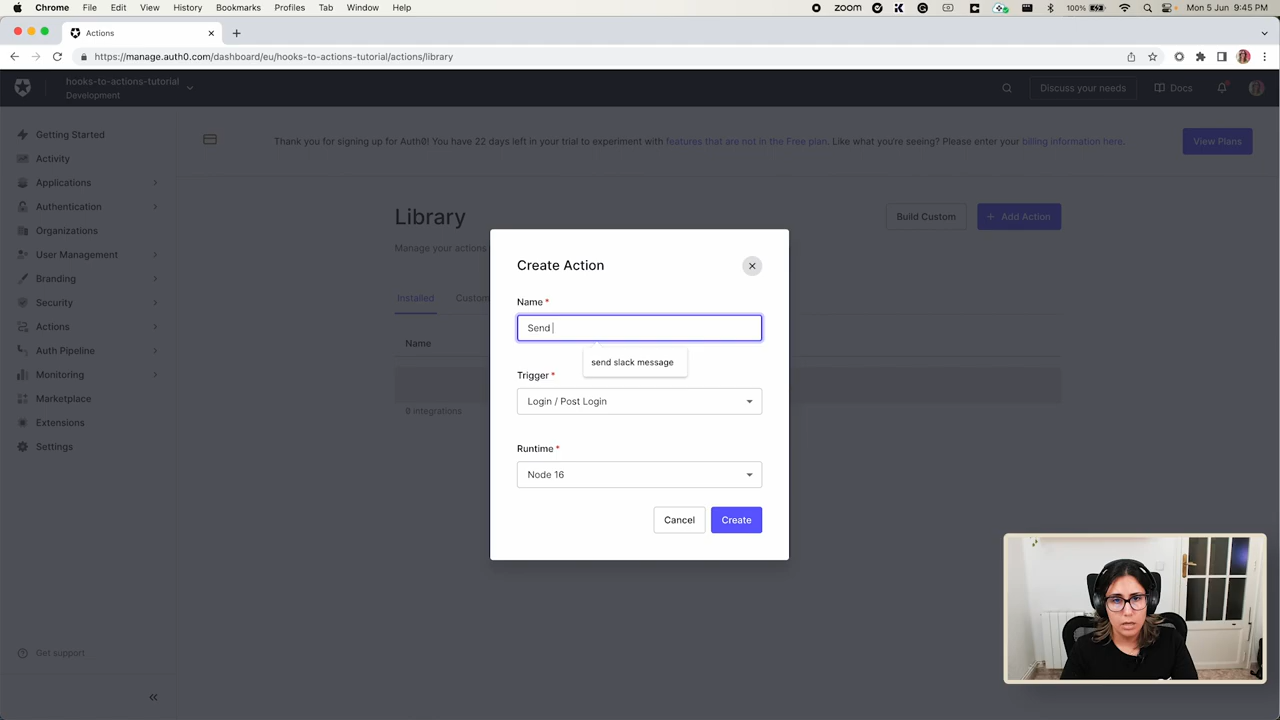 Chrome File Edit View History Bookmarks Profiles Tab Window Help
zoom 100% Mon 5 Jun 9:45 PM
Actions
https://manage.auth0.com/dashboard/eu/hooks-to-actions-tutorial/actions/library
hooks-to-actions-tutorial
Development
Discuss your needs
Docs
Getting Started
Activity
Applications
Authentication
Organizations
User Management
Branding
Security
Actions
Auth Pipeline
Monitoring
Marketplace
Extensions
Settings
Get support
Thank you for signing up for Auth0! You have 22 days left in your trial to experiment with features that are not in the Free plan. Like what you're seeing? Please enter your billing information here.
View Plans
Library
Build Custom
+ Add Action
Manage your actions
Installed
Custom
Name
0 integrations
Create Action
Name *
Send
send slack message
Trigger *
Login / Post Login
Runtime *
Node 16
Cancel
Create